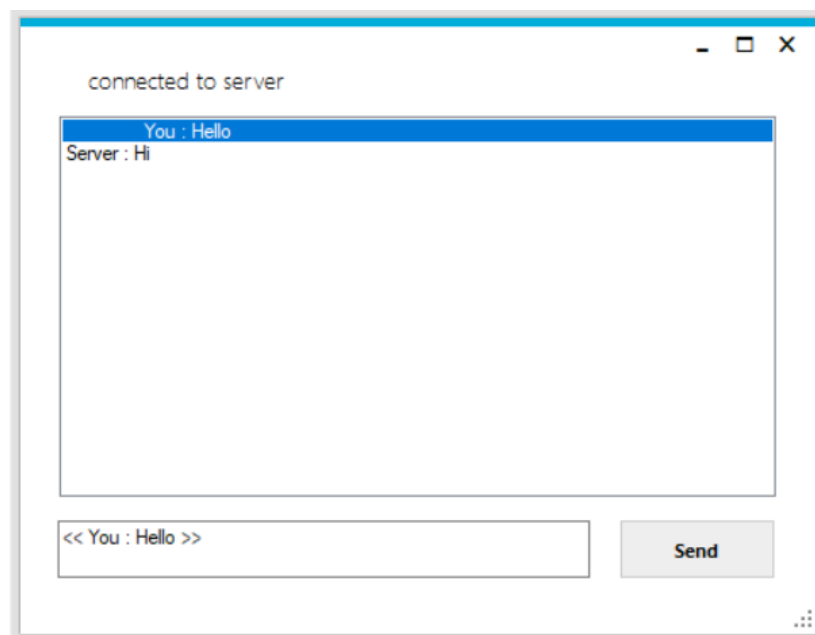 connected to server
You : Hello
Server : Hi
<< You : Hello >>
Send